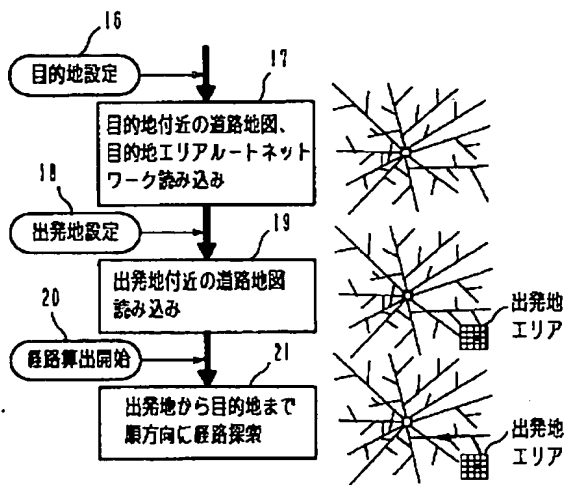 16
目的地設定
17
目的地付近の道路地図、
目的地エリアルートネット
ワーク読み込み
18
出発地設定
19
出発地付近の道路地図
読み込み
出発地
エリア
20
経路算出開始
21
出発地から目的地まで
順方向に経路探索
出発地
エリア